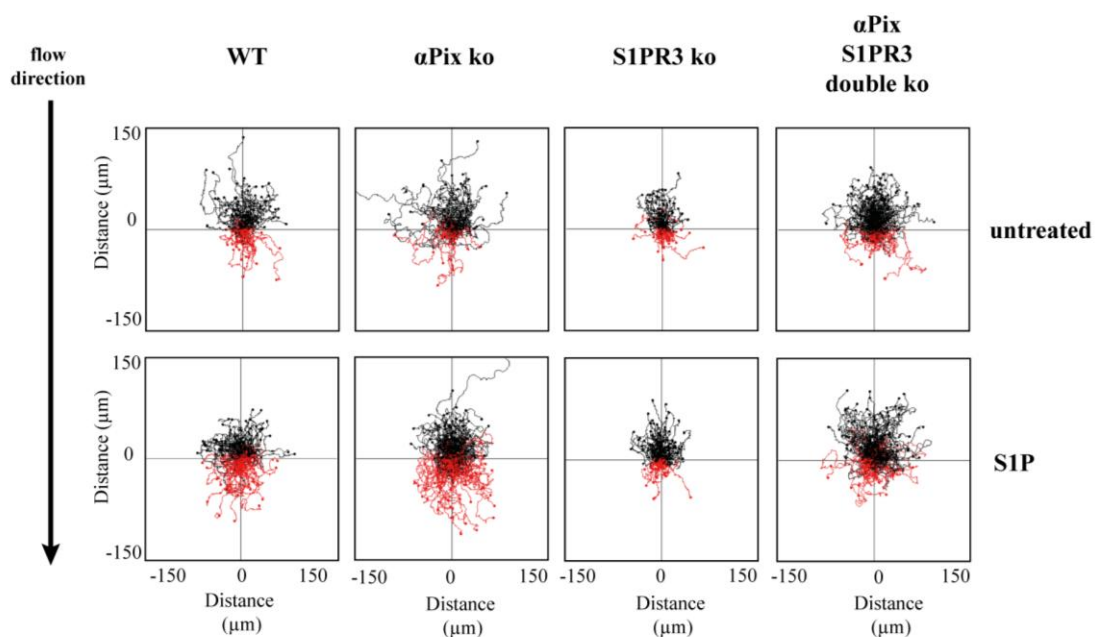 flow
direction
WT
αPix ko
S1PR3 ko
αPix
S1PR3
double ko
150
0
-150
Distance (µm)
untreated
150
0
-150
Distance (µm)
S1P
-150 0 150
-150 0 150
-150 0 150
-150 0 150
Distance
(µm)
Distance
(µm)
Distance
(µm)
Distance
(µm)